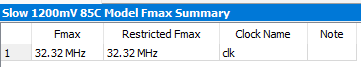 Slow 1200mV 85C Model Fmax Summary
Fmax Restricted Fmax Clock Name Note
1 32.32 MHz 32.32 MHz clk